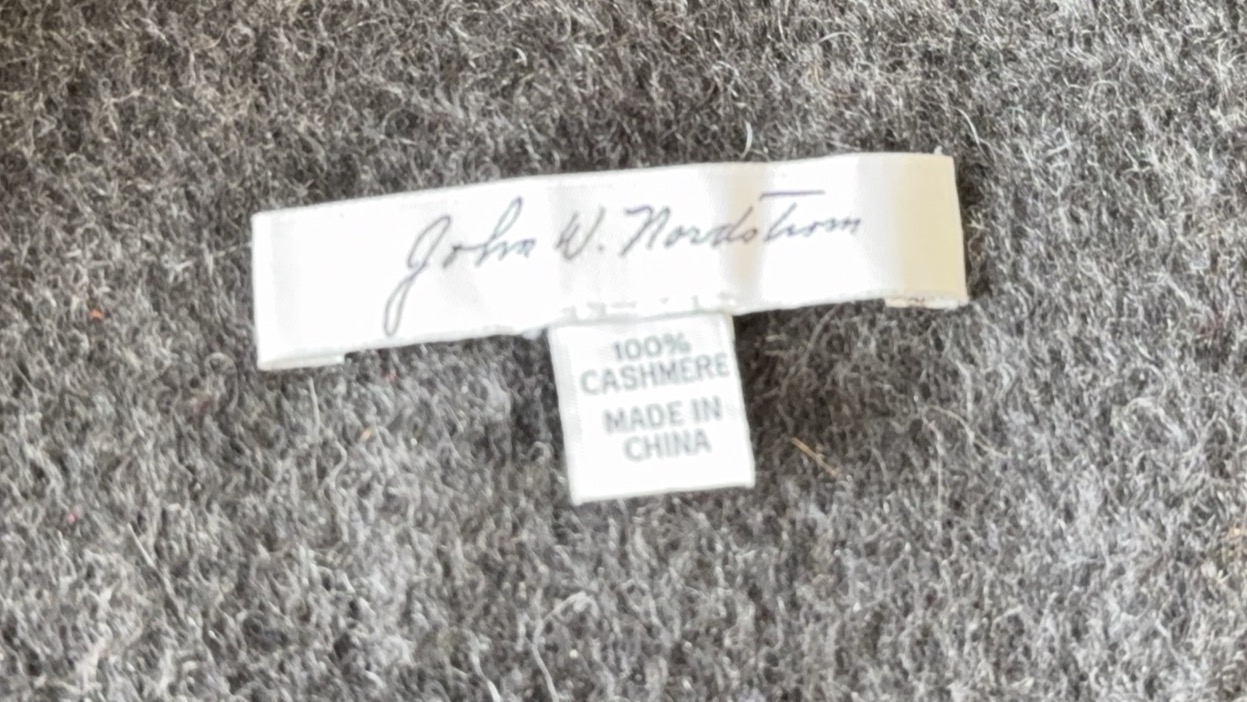 John W. Nordstrom
100%
CASHMERE
MADE IN
CHINA